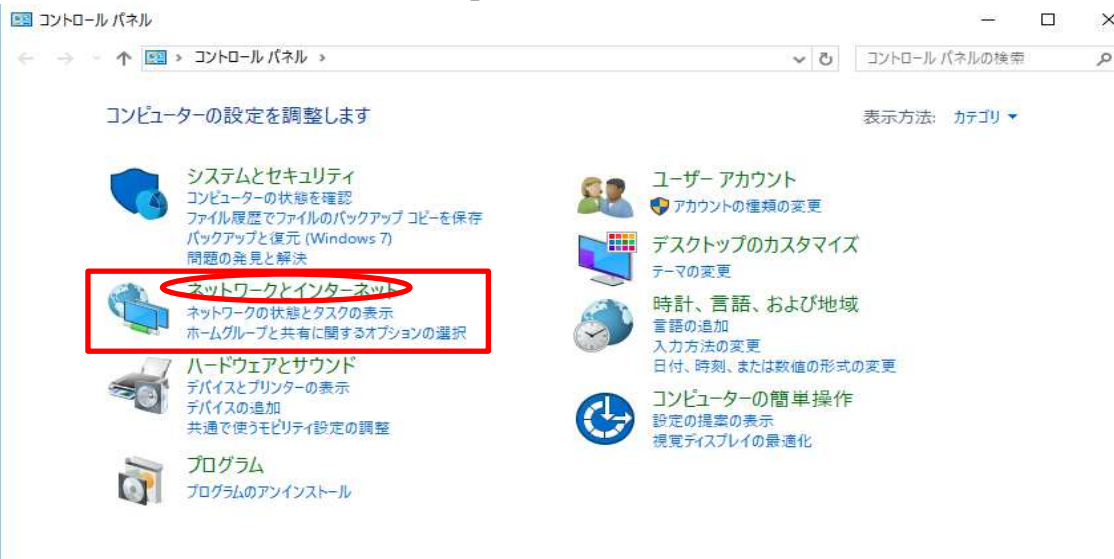 コントロール パネル
コントロール パネル
コントロール パネルの検索
コンピューターの設定を調整します
表示方法: カテゴリ
システムとセキュリティ
コンピューターの状態を確認
ファイル履歴でファイルのバックアップ コピーを保存
バックアップと復元 (Windows 7)
問題の発見と解決
ネットワークとインターネット
ネットワークの状態とタスクの表示
ホームグループと共有に関するオプションの選択
ハードウェアとサウンド
デバイスとプリンターの表示
デバイスの追加
共通で使うモビリティ設定の調整
プログラム
プログラムのアンインストール
ユーザー アカウント
アカウントの種類の変更
デスクトップのカスタマイズ
テーマの変更
時計、言語、および地域
言語の追加
入力方法の変更
日付、時刻、または数値の形式の変更
コンピューターの簡単操作
設定の提案の表示
視覚ディスプレイの最適化